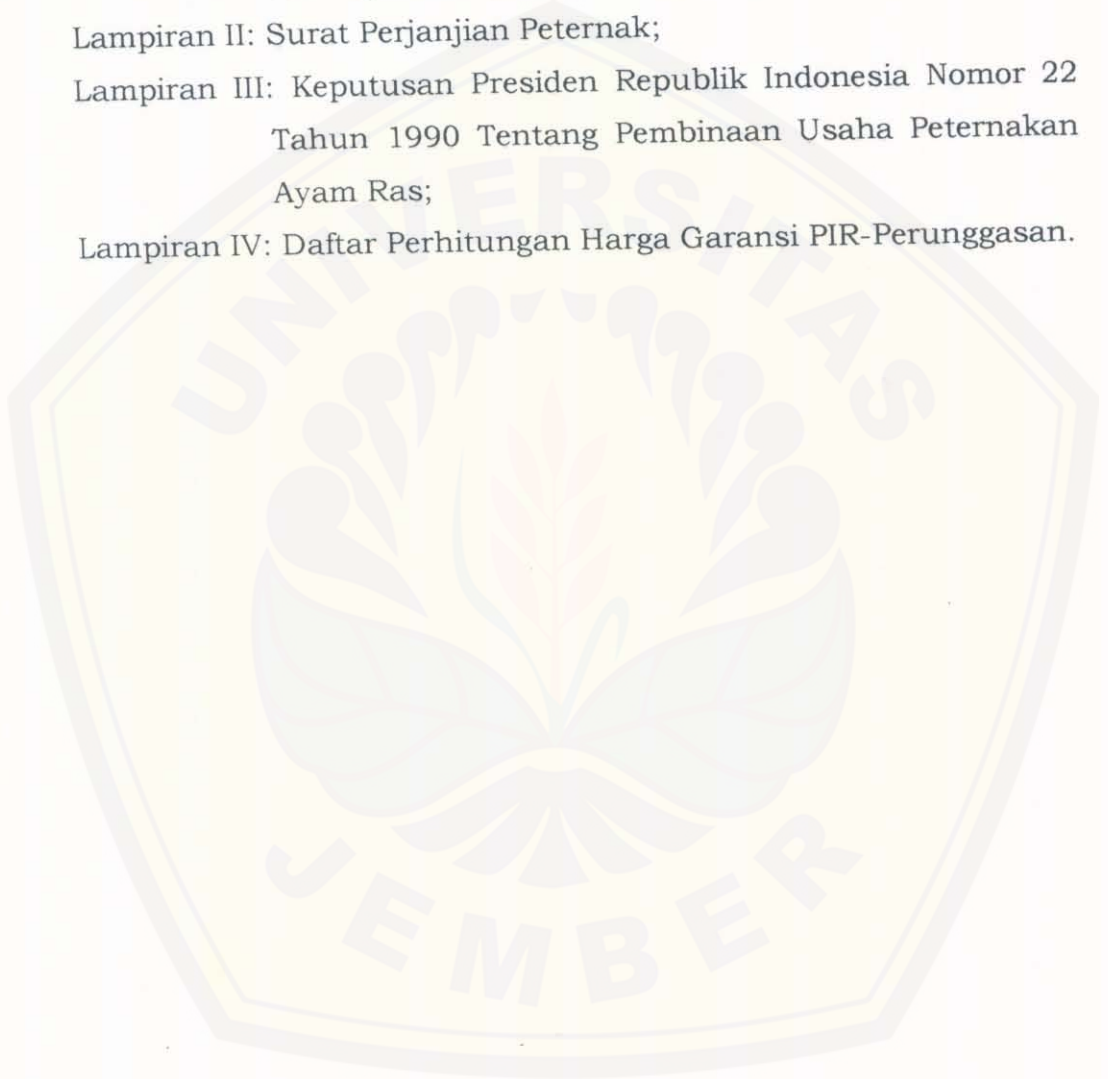 Lampiran II: Surat Perjanjian Peternak;
Lampiran III: Keputusan Presiden Republik Indonesia Nomor 22
Tahun 1990 Tentang Pembinaan Usaha Peternakan
Ayam Ras;
Lampiran IV: Daftar Perhitungan Harga Garansi PIR-Perunggasan.
UNIVERSITAS
JEMBER